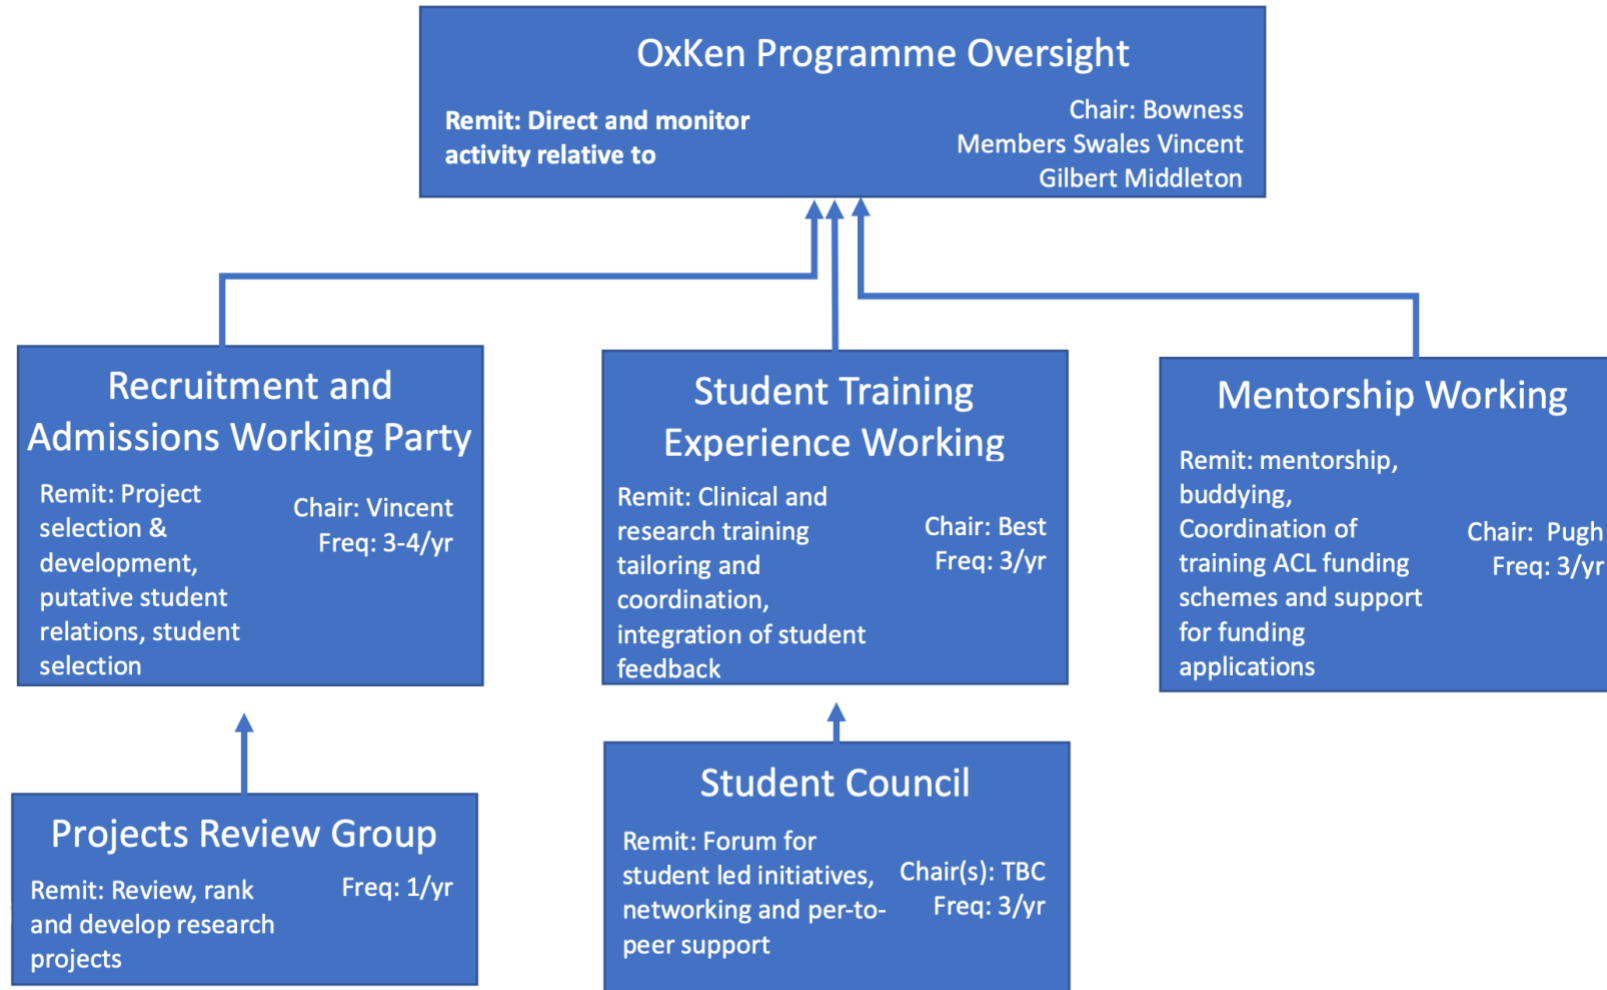 OxKen Programme Oversight
Remit: Direct and monitor
activity relative to
Chair: Bowness
Members Swales Vincent
Gilbert Middleton
Recruitment and
Admissions Working Party
Remit: Project
selection &
development,
putative student
relations, student
selection
Chair: Vincent
Freq: 3-4/yr
Student Training
Experience Working
Remit: Clinical and
research training
tailoring and
coordination,
integration of student
feedback
Chair: Best
Freq: 3/yr
Mentorship Working
Remit: mentorship,
buddying,
Coordination of
training ACL funding
schemes and support
for funding
applications
Chair:  Pugh
Freq: 3/yr
Projects Review Group
Remit: Review, rank
and develop research
projects
Freq: 1/yr
Student Council
Remit: Forum for
student led initiatives,
networking and per-to-
peer support
Chair(s): TBC
Freq: 3/yr